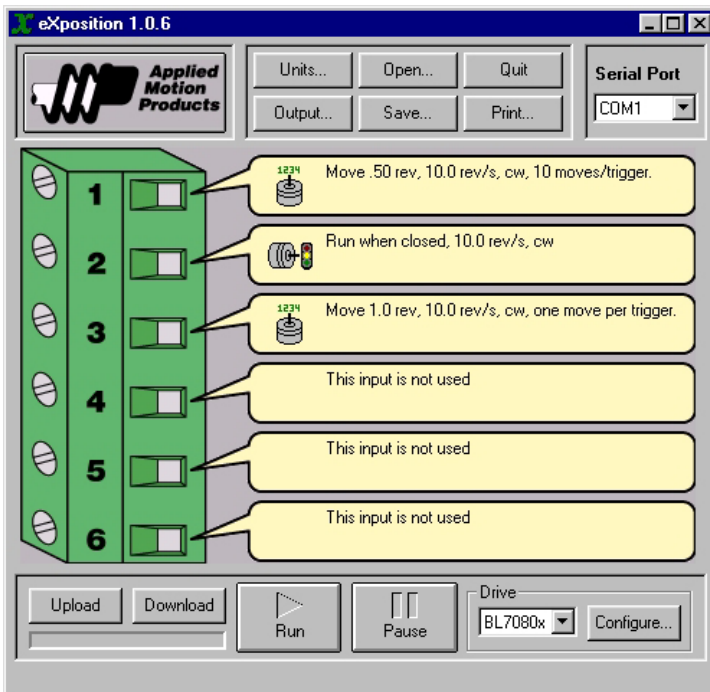 eXposition 1.0.6
Applied
Motion
Products
Units...
Open...
Quit
Output...
Save...
Print...
Serial Port
COM1
1
1234
Move .50 rev, 10.0 rev/s, cw, 10 moves/trigger.
2
Run when closed, 10.0 rev/s, cw
3
1234
Move 1.0 rev, 10.0 rev/s, cw, one move per trigger.
4
This input is not used
5
This input is not used
6
This input is not used
Upload
Download
Run
Pause
Drive
BL7080x
Configure...